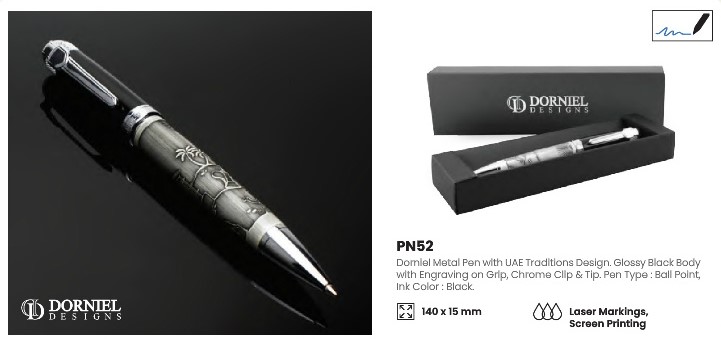 DORNIEL
DESIGNS
DORNIEL
DESIGNS
PN52
Dorniel Metal Pen with UAE Traditions Design. Glossy Black Body
with Engraving on Grip, Chrome Clip & Tip. Pen Type : Ball Point,
Ink Color : Black.
140 x 15 mm
Laser Markings,
Screen Printing